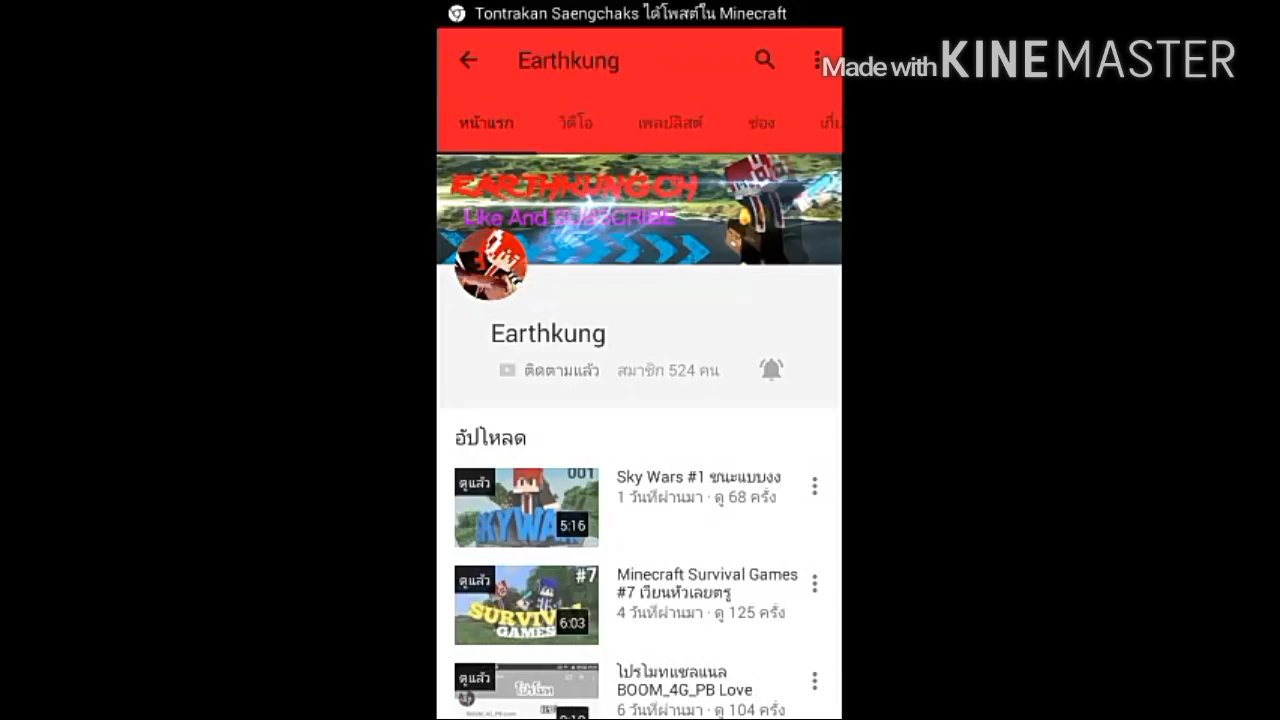 Tontrakan Saengchaks ได้โพสต์ใน Minecraft
Earthkung
Made with KINEMASTER
หน้าแรก วิดีโอ เพลย์ลิสต์ ช่อง เกี่ย
EARTHKUNGCH
Like And SUBSCRIBE
Earthkung
ติดตามแล้ว สมาชิก 524 คน
อัปโหลด
ดูแล้ว
001
SKYWAR
5:16
Sky Wars #1 ชนะแบบงง
1 วันที่ผ่านมา · ดู 68 ครั้ง
ดูแล้ว
#7
SURVIV
GAMES
6:03
Minecraft Survival Games
#7 เวียนหัวเลยตรู
4 วันที่ผ่านมา · ดู 125 ครั้ง
ดูแล้ว
โปรโมท
โปรโมทแชลแนล
BOOM_4G_PB Love
6 วันที่ผ่านมา · ดู 104 ครั้ง